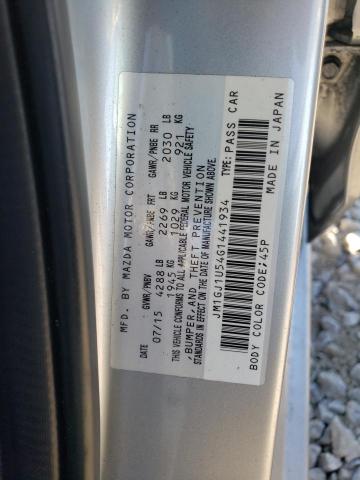 MFD. BY MAZDA MOTOR CORPORATION
DATE GVWR/PNBV GAWR/PNBE FRT GAWR/PNBE RR
07/15 4288 LB 2269 LB 2030 LB
1945 KG 1029 KG 921 KG
THIS VEHICLE CONFORMS TO ALL APPLICABLE FEDERAL MOTOR VEHICLE SAFETY
,BUMPER,AND THEFT PREVENTION
STANDARDS IN EFFECT ON THE DATE OF MANUFACTURE SHOWN ABOVE.
JM1GJ1U54G1441934 TYPE: PASS CAR
BODY COLOR CODE:45P MADE IN JAPAN